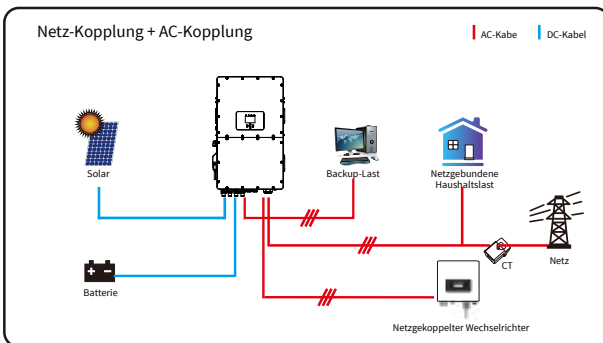 Netz-Kopplung + AC-Kopplung
AC-Kabe
DC-Kabel
Solar
Backup-Last
Netzgebundene
Haushaltslast
CT
Netz
Batterie
Netzgekoppelter Wechselrichter